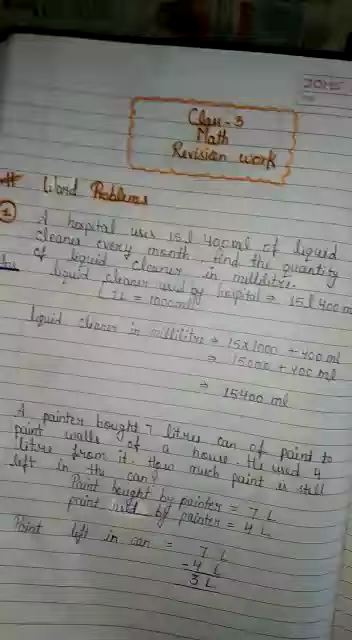 Class - 3
Math
Revision work
# Word Problems
1 A hospital uses 15 l 400 ml of liquid
cleaner every month, find the quantity
of liquid cleaner in millilitre.
liquid cleaner used by hospital ⇒ 15 l 400 m
1 L = 1000 ml
liquid cleaner in millilitre ⇒ 15 x 1000 + 400 ml
⇒ 15000 + 400 ml
⇒ 15400 ml
A painter bought 7 litres can of paint to
paint walls of a house. He used 4
litre from it. How much paint is still
left in the can?
Paint bought by painter = 7 L
paint used by painter = 4 L
Paint left in can = 7 L
- 4 L
3 L